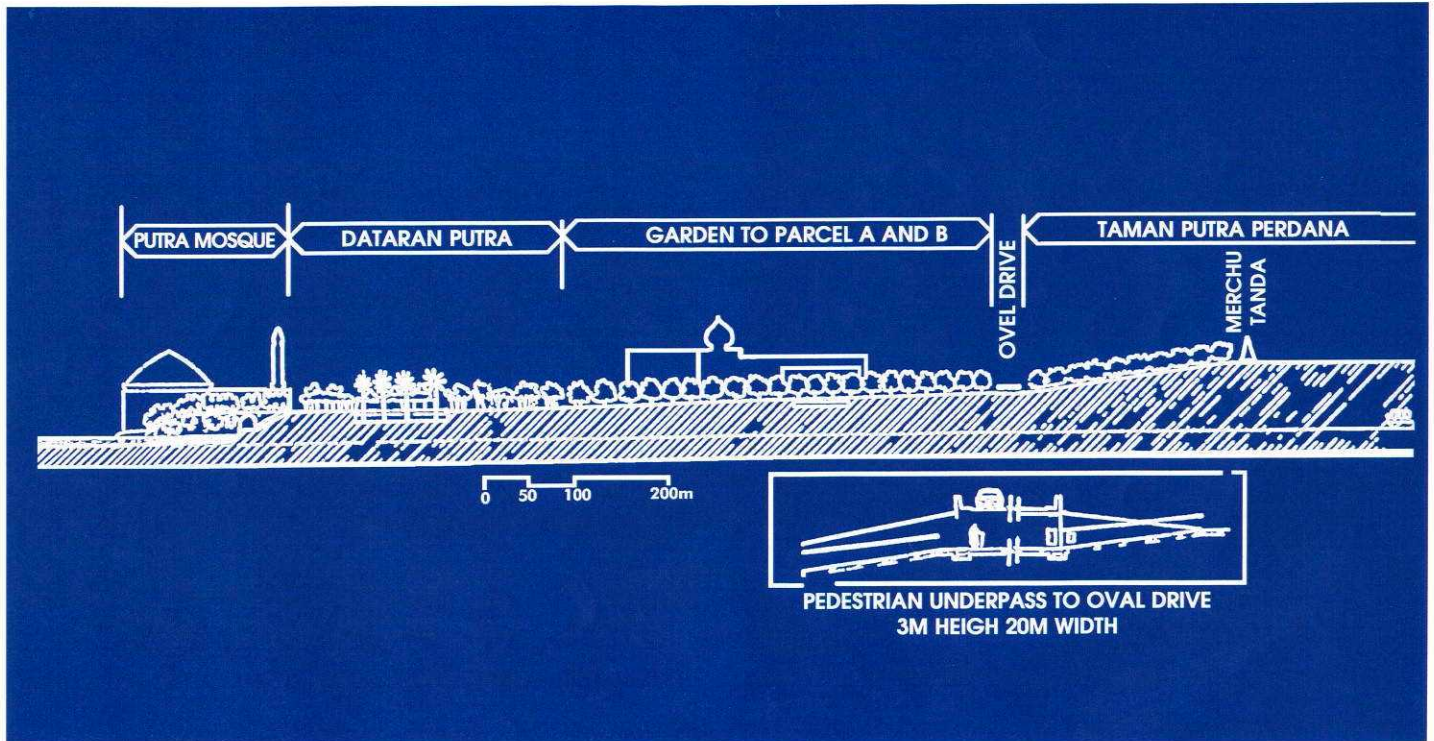 PUTRA MOSQUE
DATARAN PUTRA
GARDEN TO PARCEL A AND B
OVEL DRIVE
TAMAN PUTRA PERDANA
MERCHU
TANDA
0 50 100 200m
PEDESTRIAN UNDERPASS TO OVAL DRIVE
3M HEIGH 20M WIDTH